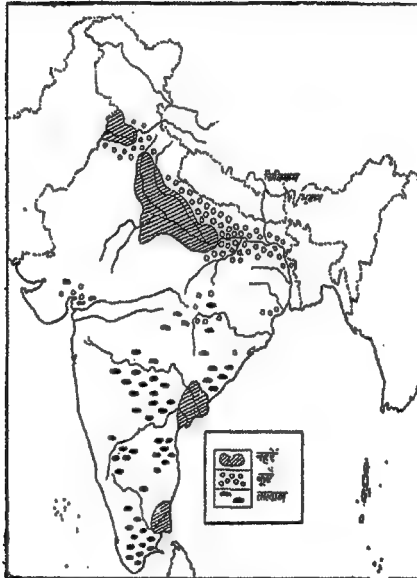 सिक्किम
भूटान
नहरें
कुएँ
तालाब